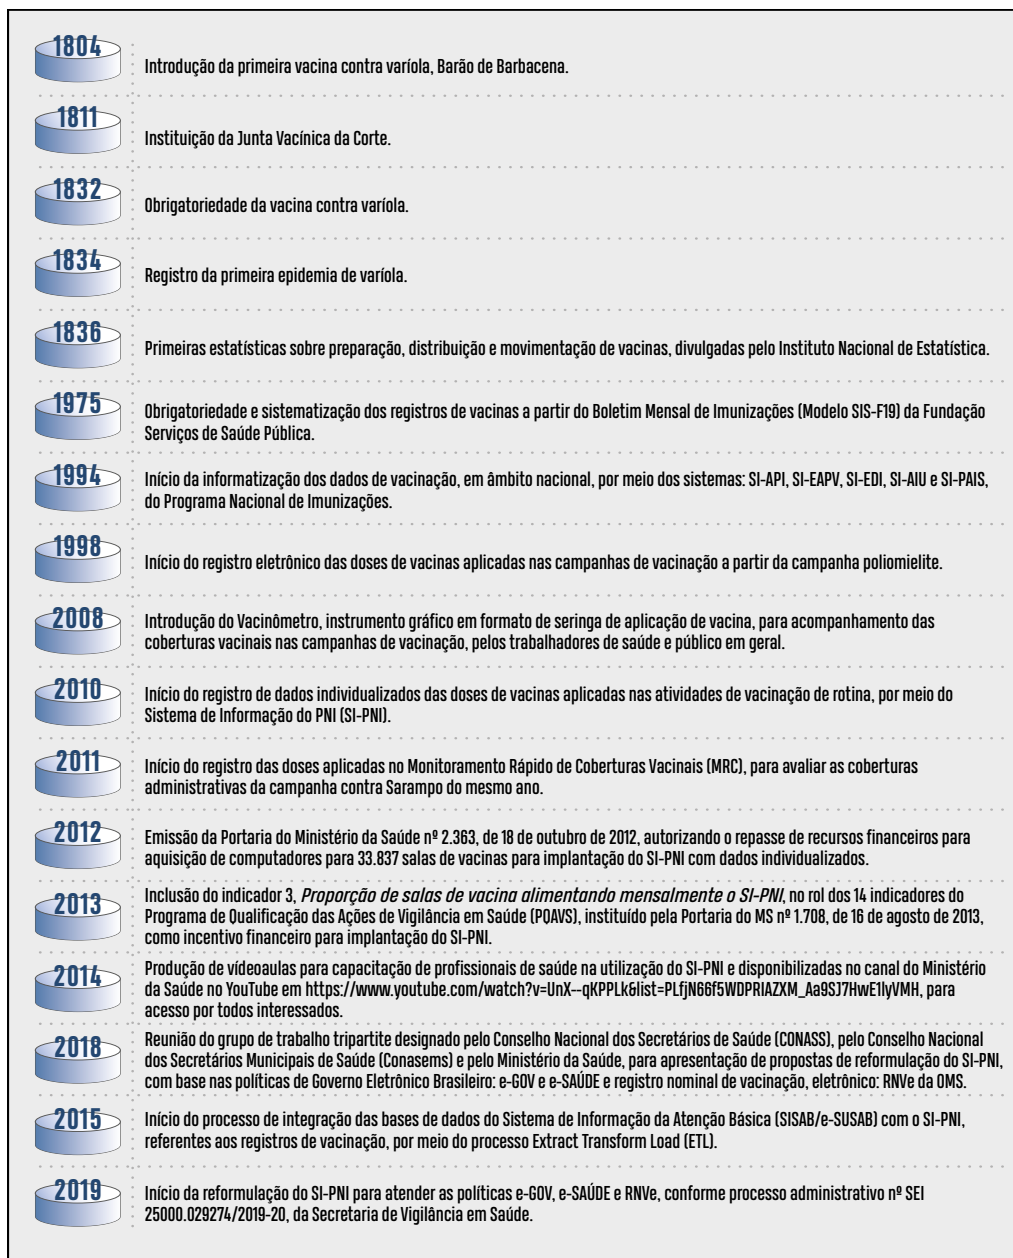 1804
Introdução da primeira vacina contra varíola, Barão de Barbacena.
1811
Instituição da Junta Vacínica da Corte.
1832
Obrigatoriedade da vacina contra varíola.
1834
Registro da primeira epidemia de varíola.
1836
Primeiras estatísticas sobre preparação, distribuição e movimentação de vacinas, divulgadas pelo Instituto Nacional de Estatística.
1975
Obrigatoriedade e sistematização dos registros de vacinas a partir do Boletim Mensal de Imunizações (Modelo SIS-F19) da Fundação
Serviços de Saúde Pública.
1994
Início da informatização dos dados de vacinação, em âmbito nacional, por meio dos sistemas: SI-API, SI-EAPV, SI-EDI, SI-AIU e SI-PAIS,
do Programa Nacional de Imunizações.
1998
Início do registro eletrônico das doses de vacinas aplicadas nas campanhas de vacinação a partir da campanha poliomielite.
2008
Introdução do Vacinômetro, instrumento gráfico em formato de seringa de aplicação de vacina, para acompanhamento das
coberturas vacinais nas campanhas de vacinação, pelos trabalhadores de saúde e público em geral.
2010
Início do registro de dados individualizados das doses de vacinas aplicadas nas atividades de vacinação de rotina, por meio do
Sistema de Informação do PNI (SI-PNI).
2011
Início do registro das doses aplicadas no Monitoramento Rápido de Coberturas Vacinais (MRC), para avaliar as coberturas
administrativas da campanha contra Sarampo do mesmo ano.
2012
Emissão da Portaria do Ministério da Saúde nº 2.363, de 18 de outubro de 2012, autorizando o repasse de recursos financeiros para
aquisição de computadores para 33.837 salas de vacinas para implantação do SI-PNI com dados individualizados.
2013
Inclusão do indicador 3, Proporção de salas de vacina alimentando mensalmente o SI-PNI, no rol dos 14 indicadores do
Programa de Qualificação das Ações de Vigilância em Saúde (PQAVS), instituído pela Portaria do MS nº 1.708, de 16 de agosto de 2013,
como incentivo financeiro para implantação do SI-PNI.
2014
Produção de vídeoaulas para capacitação de profissionais de saúde na utilização do SI-PNI e disponibilizadas no canal do Ministério
da Saúde no YouTube em https://www.youtube.com/watch?v=UnX--qKPPLk&list=PLfjN66f5WDPRIAZXM_Aa9SJ7HwE1lyVMH, para
acesso por todos interessados.
2018
Reunião do grupo de trabalho tripartite designado pelo Conselho Nacional dos Secretários de Saúde (CONASS), pelo Conselho Nacional
dos Secretários Municipais de Saúde (Conasems) e pelo Ministério da Saúde, para apresentação de propostas de reformulação do SI-PNI,
com base nas políticas de Governo Eletrônico Brasileiro: e-GOV e e-SAÚDE e registro nominal de vacinação, eletrônico: RNVe da OMS.
2015
Início do processo de integração das bases de dados do Sistema de Informação da Atenção Básica (SISAB/e-SUSAB) com o SI-PNI,
referentes aos registros de vacinação, por meio do processo Extract Transform Load (ETL).
2019
Início da reformulação do SI-PNI para atender as políticas e-GOV, e-SAÚDE e RNVe, conforme processo administrativo nº SEI
25000.029274/2019-20, da Secretaria de Vigilância em Saúde.